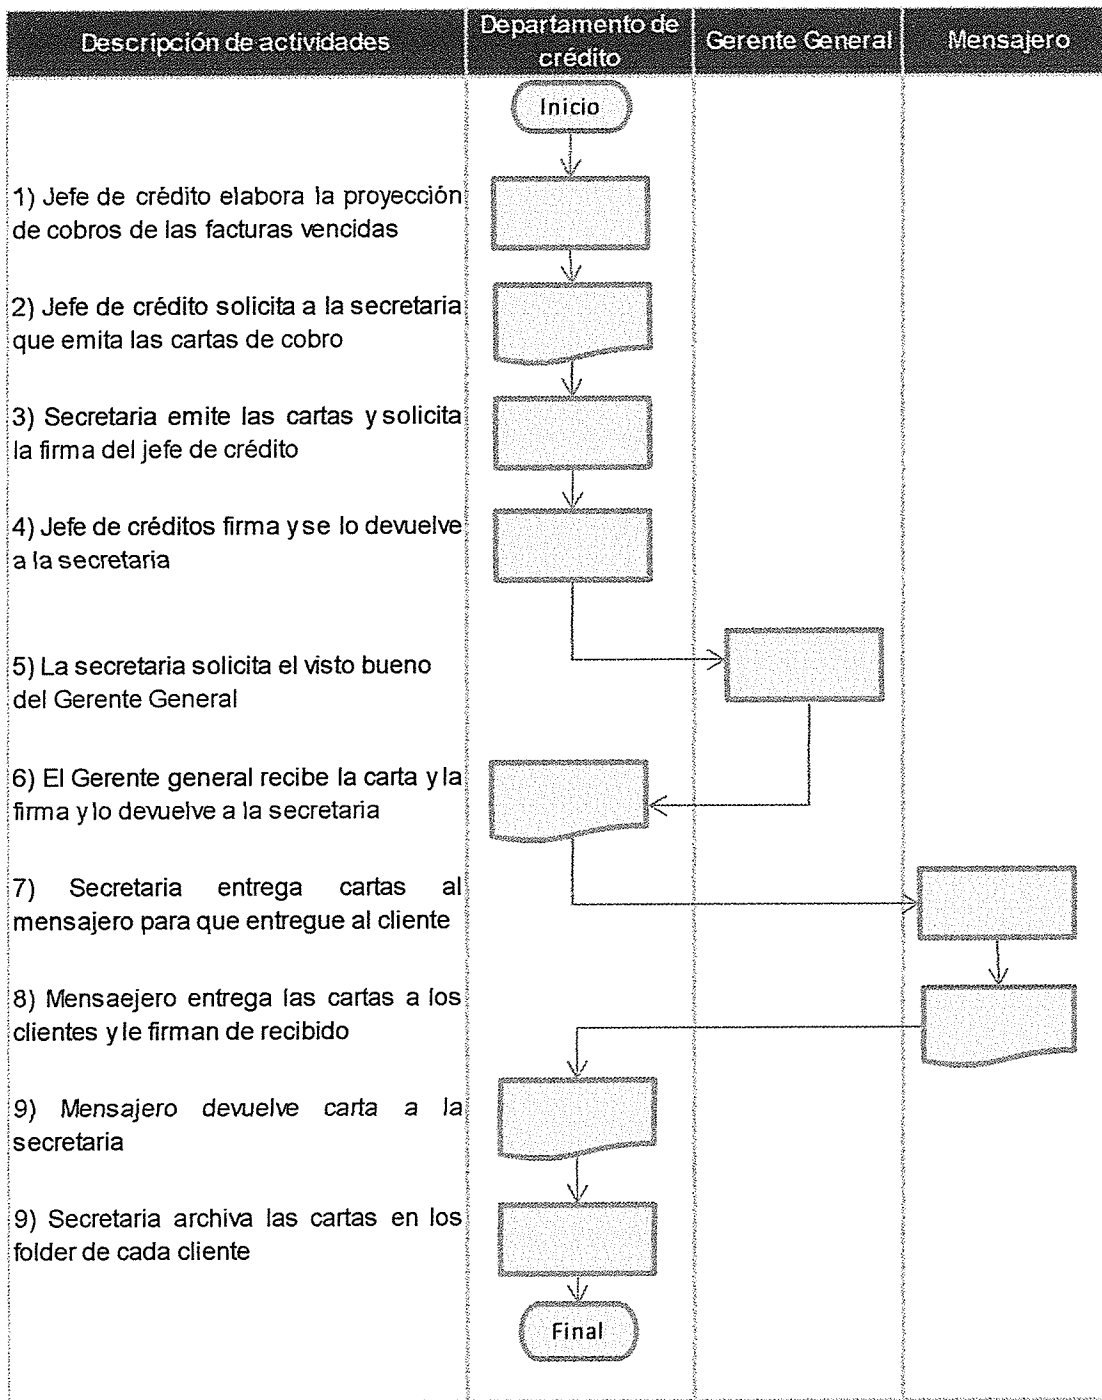 Descripción de actividades
Departamento de
crédito
Gerente General
Mensajero
Inicio
1) Jefe de crédito elabora la proyección
de cobros de las facturas vencidas
2) Jefe de crédito solicita a la secretaria
que emita las cartas de cobro
3) Secretaria emite las cartas y solicita
la firma del jefe de crédito
4) Jefe de créditos firma y se lo devuelve
a la secretaria
5) La secretaria solicita el visto bueno
del Gerente General
6) El Gerente general recibe la carta y la
firma y lo devuelve a la secretaria
7) Secretaria entrega cartas al
mensajero para que entregue al cliente
8) Mensaejero entrega las cartas a los
clientes y le firman de recibido
9) Mensajero devuelve carta a la
secretaria
9) Secretaria archiva las cartas en los
folder de cada cliente
Final